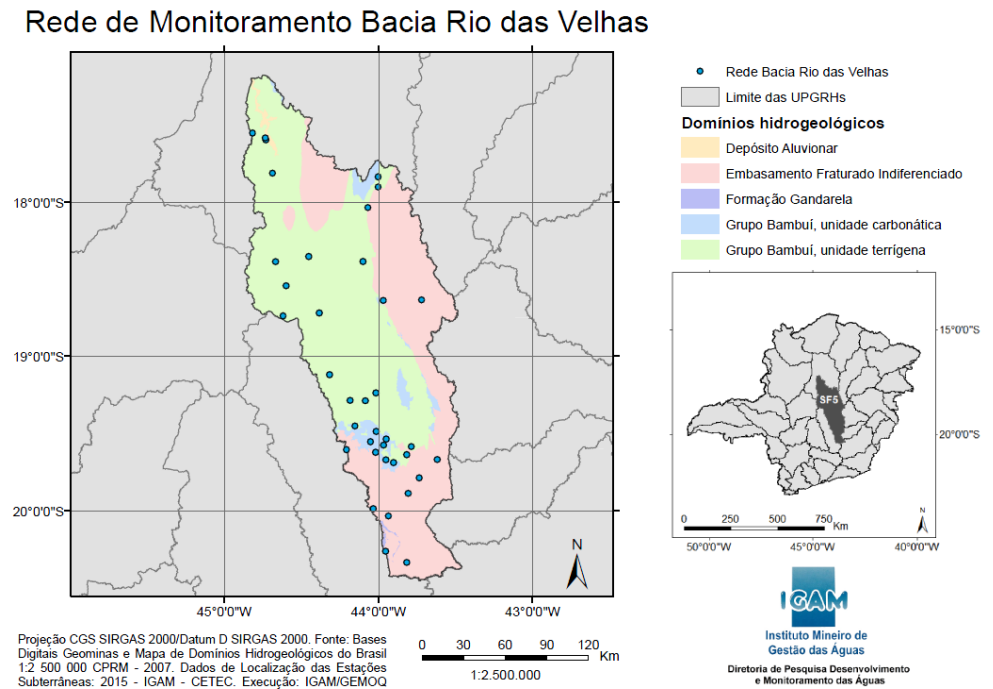 Rede de Monitoramento Bacia Rio das Velhas
Rede Bacia Rio das Velhas
Limite das UPGRHs
Domínios hidrogeológicos
Depósito Aluvionar
Embasamento Fraturado Indiferenciado
Formação Gandarela
Grupo Bambuí, unidade carbonática
Grupo Bambuí, unidade terrígena
18°0'0"S
19°0'0"S
20°0'0"S
45°0'0"W
44°0'0"W
43°0'0"W
N
15°0'0"S
20°0'0"S
SF5
N
0 250 500 750 Km
50°0'0"W
45°0'0"W
40°0'0"W
IGAM
Instituto Mineiro de
Gestão das Águas
Diretoria de Pesquisa Desenvolvimento
e Monitoramento das Águas
Projeção CGS SIRGAS 2000/Datum D SIRGAS 2000. Fonte: Bases
Digitais Geominas e Mapa de Domínios Hidrogeológicos do Brasil
1:2 500 000 CPRM - 2007. Dados de Localização das Estações
Subterrâneas: 2015 - IGAM - CETEC. Execução: IGAM/GEMOQ
0 30 60 90 120
Km
1:2.500.000